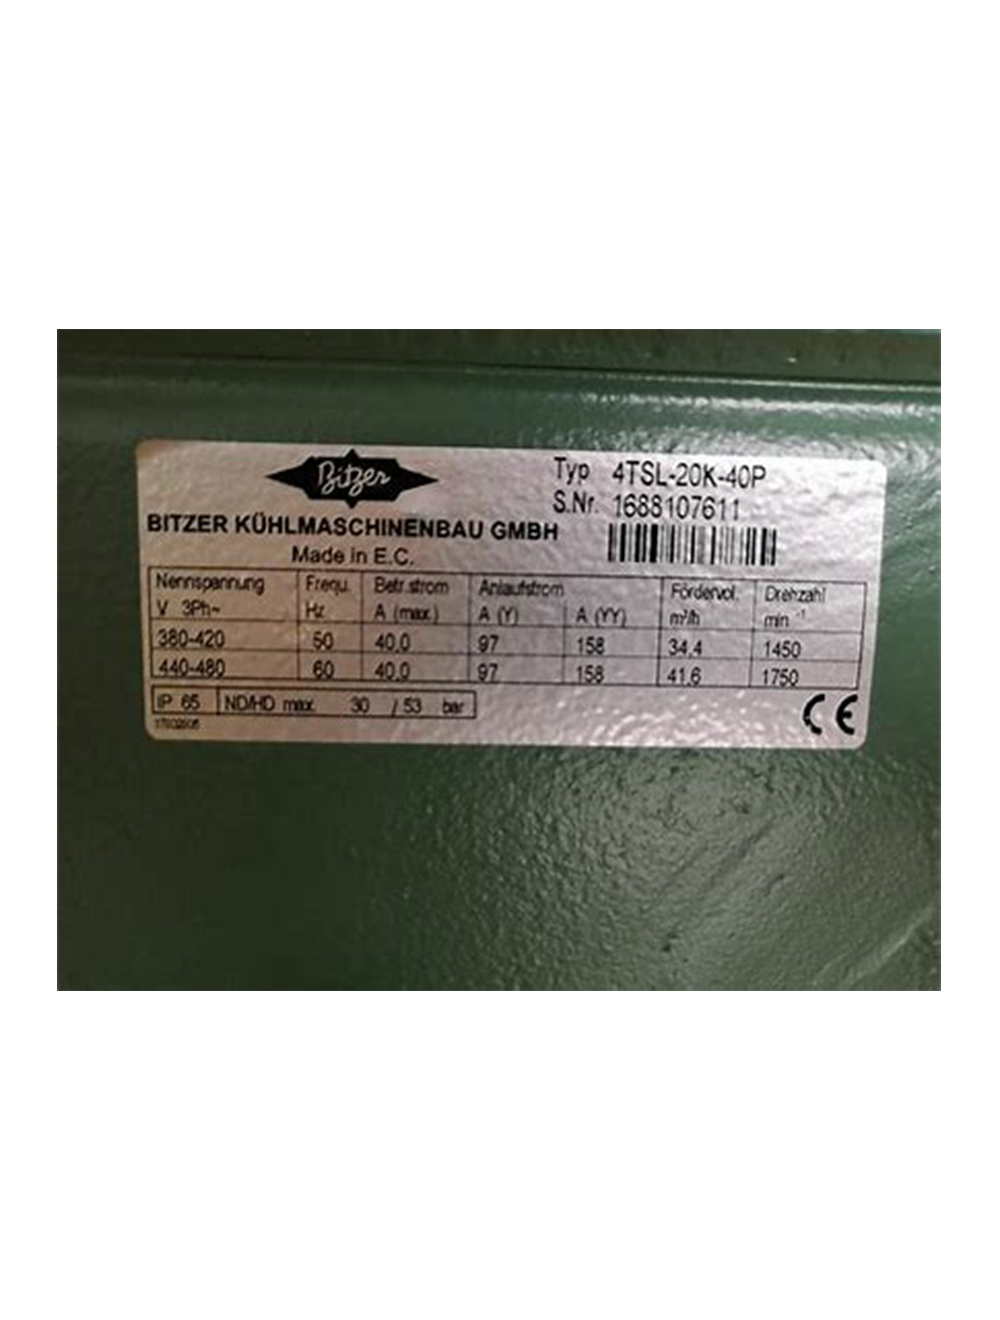 Bitzer
Typ 4TSL-20K-40P
S.Nr. 1688107611
BITZER KÜHLMASCHINENBAU GMBH
Made in E.C.
Nennspannung Frequ. Betr.strom Anlaufstrom Fördervol. Drehzahl
V 3Ph~ Hz A (max.) A (Y) A (YY) m³/h min -1
380-420 50 40.0 97 158 34,4 1450
440-480 60 40.0 97 158 41,6 1750
IP 65 ND/HD max. 30 / 53 bar
CE